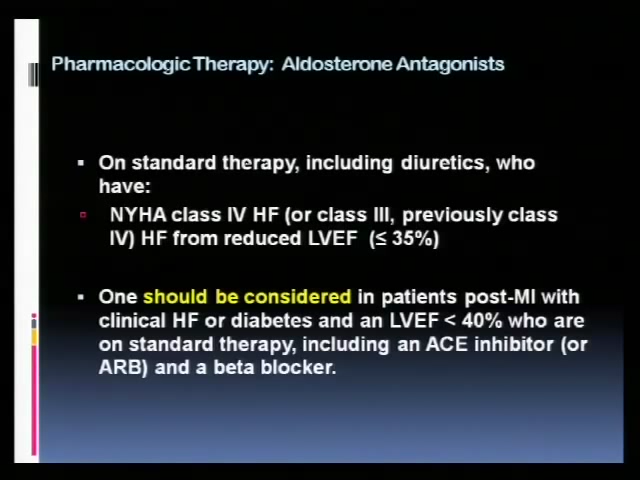 Pharmacologic Therapy: Aldosterone Antagonists
On standard therapy, including diuretics, who
have:
NYHA class IV HF (or class III, previously class
IV) HF from reduced LVEF (≤ 35%)
One should be considered in patients post-MI with
clinical HF or diabetes and an LVEF < 40% who are
on standard therapy, including an ACE inhibitor (or
ARB) and a beta blocker.